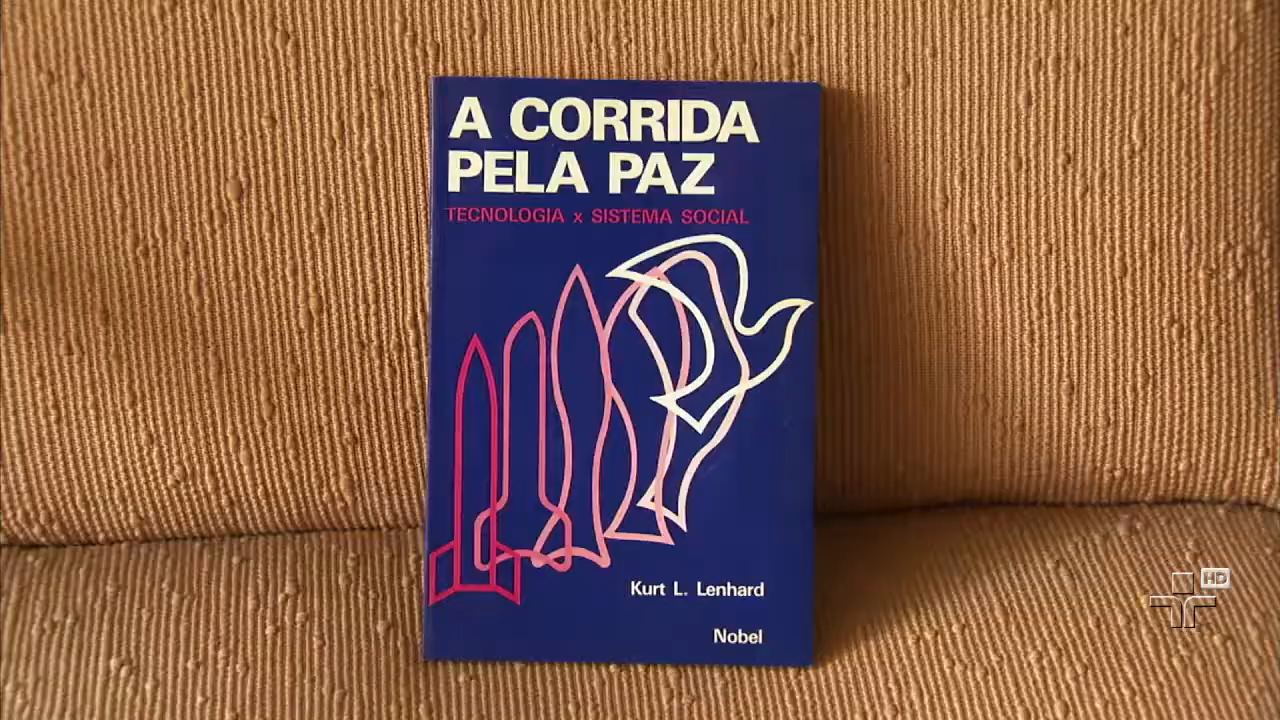 A CORRIDA
PELA PAZ
TECNOLOGIA x SISTEMA SOCIAL
Kurt L. Lenhard
Nobel
HD